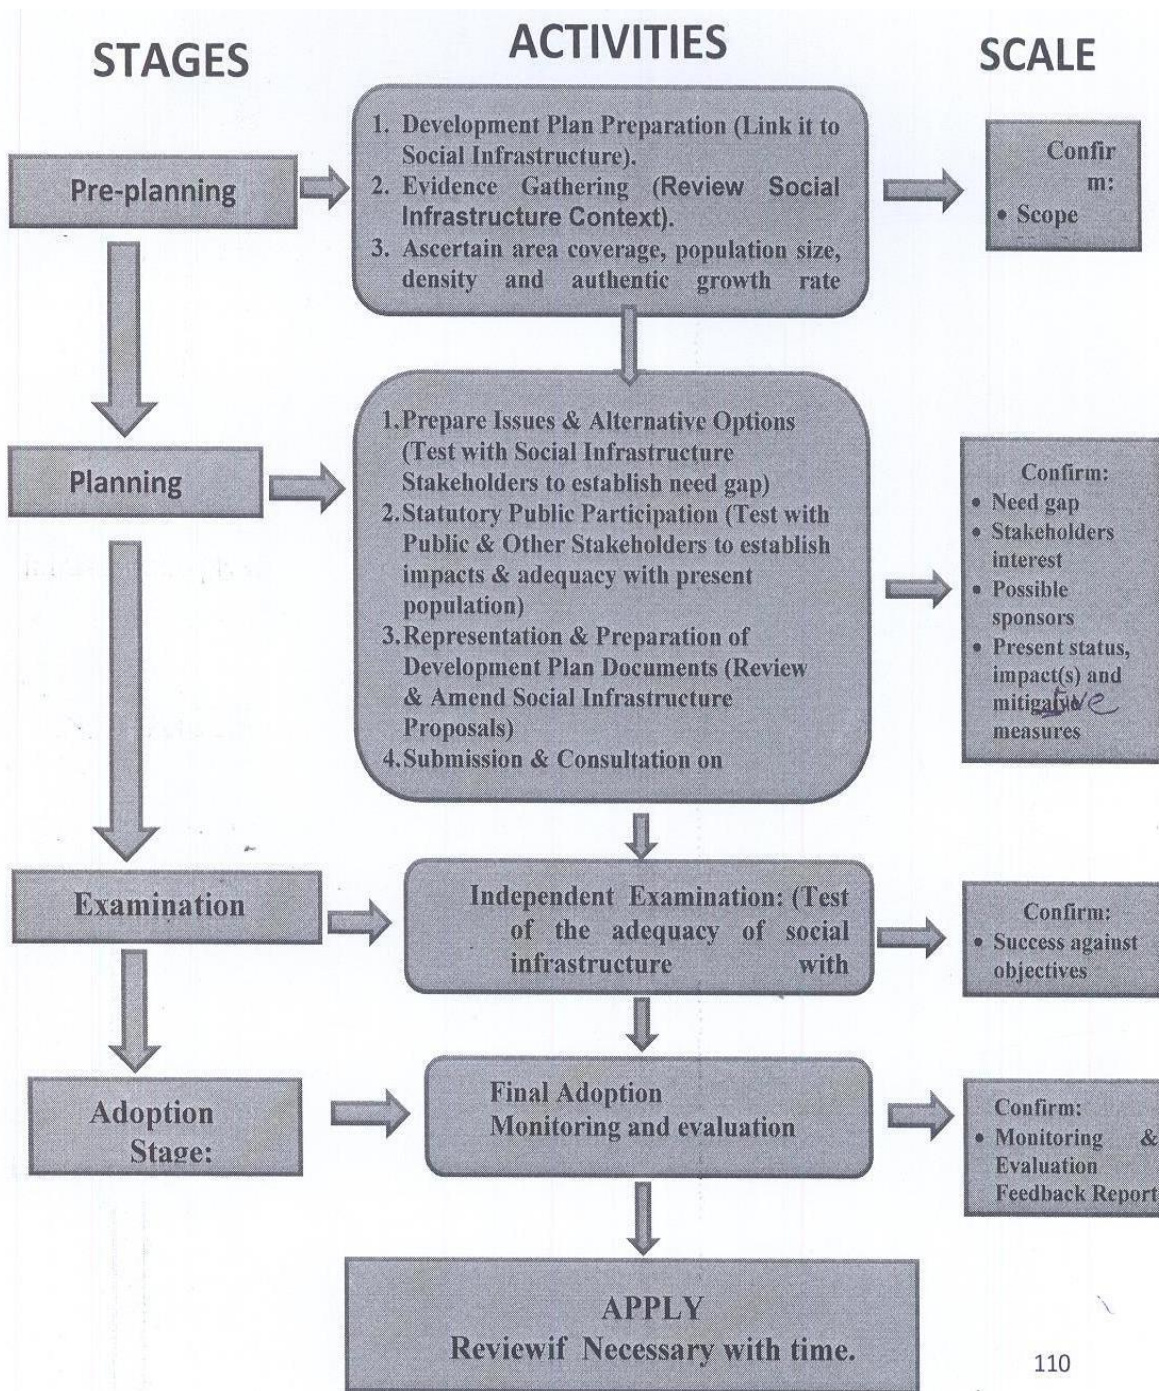 STAGES
ACTIVITIES
SCALE
Pre-planning
1. Development Plan Preparation (Link it to
Social Infrastructure).
2. Evidence Gathering (Review Social
Infrastructure Context).
3. Ascertain area coverage, population size,
density and authentic growth rate
Confir
m:
• Scope
Planning
1.Prepare Issues & Alternative Options
(Test with Social Infrastructure
Stakeholders to establish need gap)
2.Statutory Public Participation (Test with
Public & Other Stakeholders to establish
impacts & adequacy with present
population)
3.Representation & Preparation of
Development Plan Documents (Review
& Amend Social Infrastructure
Proposals)
4.Submission & Consultation on
Confirm:
• Need gap
• Stakeholders
interest
• Possible
sponsors
• Present status,
impact(s) and
mitigative
measures
Examination
Independent Examination: (Test
of the adequacy of social
infrastructure with
Confirm:
• Success against
objectives
Adoption
Stage:
Final Adoption
Monitoring and evaluation
Confirm:
• Monitoring &
Evaluation
Feedback Report
APPLY
Reviewif Necessary with time.
110